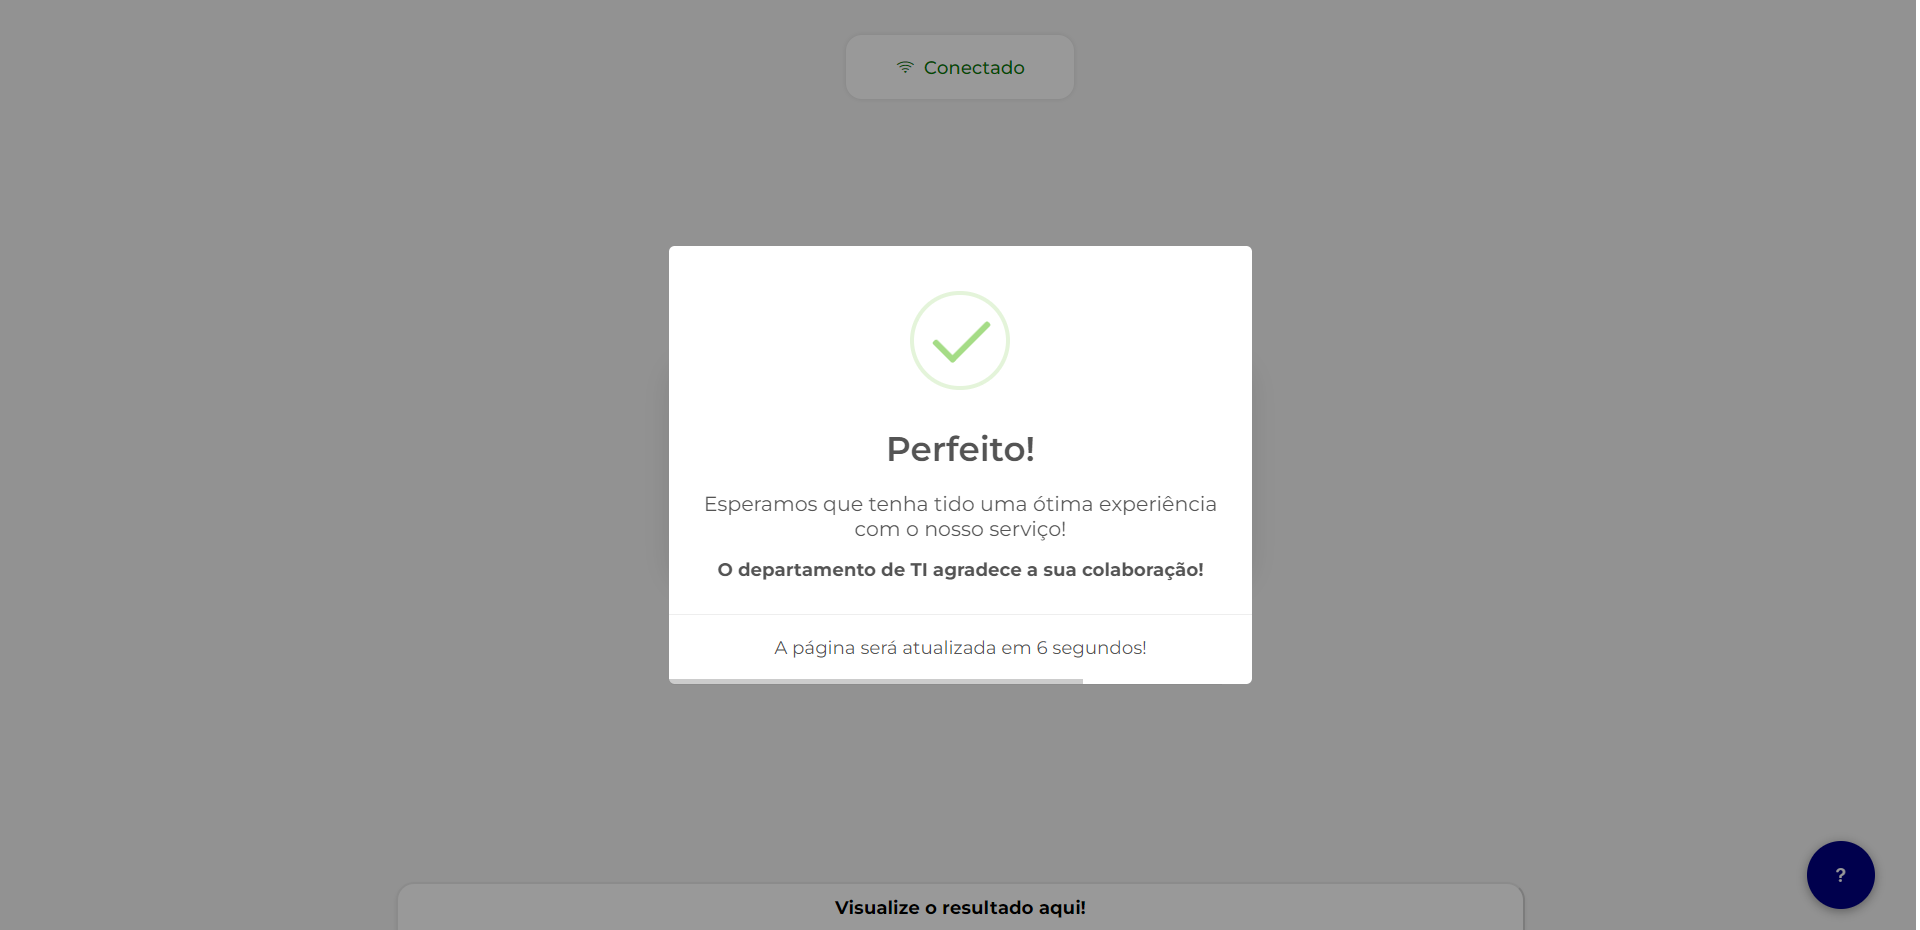 Conectado
Perfeito!
Esperamos que tenha tido uma ótima experiência
com o nosso serviço!
O departamento de TI agradece a sua colaboração!
A página será atualizada em 6 segundos!
?
Visualize o resultado aqui!